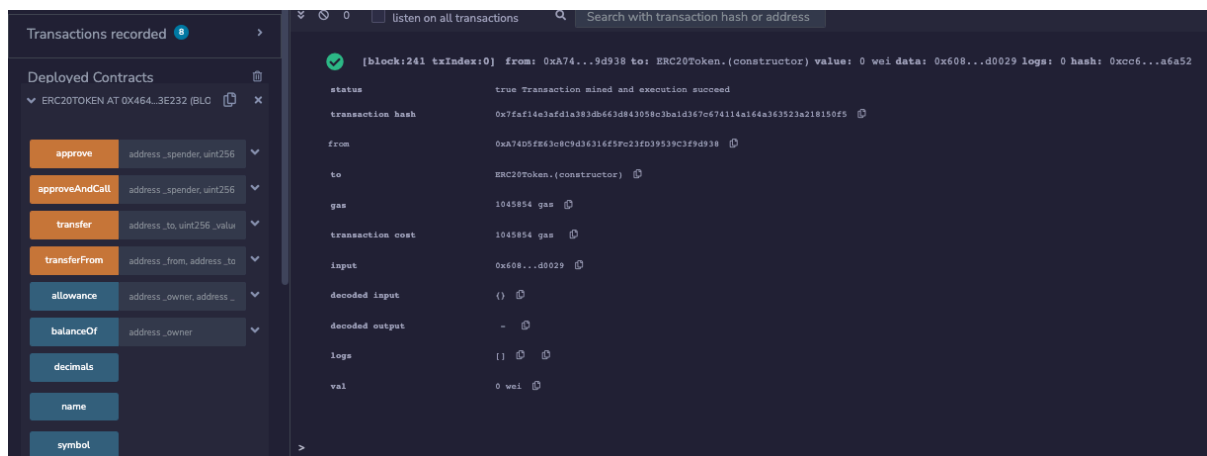 Transactions recorded 8
Deployed Contracts
ERC20TOKEN AT 0X464...3E232 (BLC
approve address _spender, uint256
approveAndCall address _spender, uint256
transfer address _to, uint256 _value
transferFrom address _from, address _to
allowance address _owner, address _
balanceOf address _owner
decimals
name
symbol
0 listen on all transactions Search with transaction hash or address
[block:241 txIndex:0] from: 0xA74...9d938 to: ERC20Token.(constructor) value: 0 wei data: 0x608...d0029 logs: 0 hash: 0xcc6...a6a52
status true Transaction mined and execution succeed
transaction hash 0x7faf14e3afd1a383db663d843058c3ba1d367c674114a164a363523a218150f5
from 0xA74D5fE63c8C9d36316f5Fc23fD39539C3f9d938
to ERC20Token.(constructor)
gas 1045854 gas
transaction cost 1045854 gas
input 0x608...d0029
decoded input {}
decoded output -
logs []
val 0 wei
>